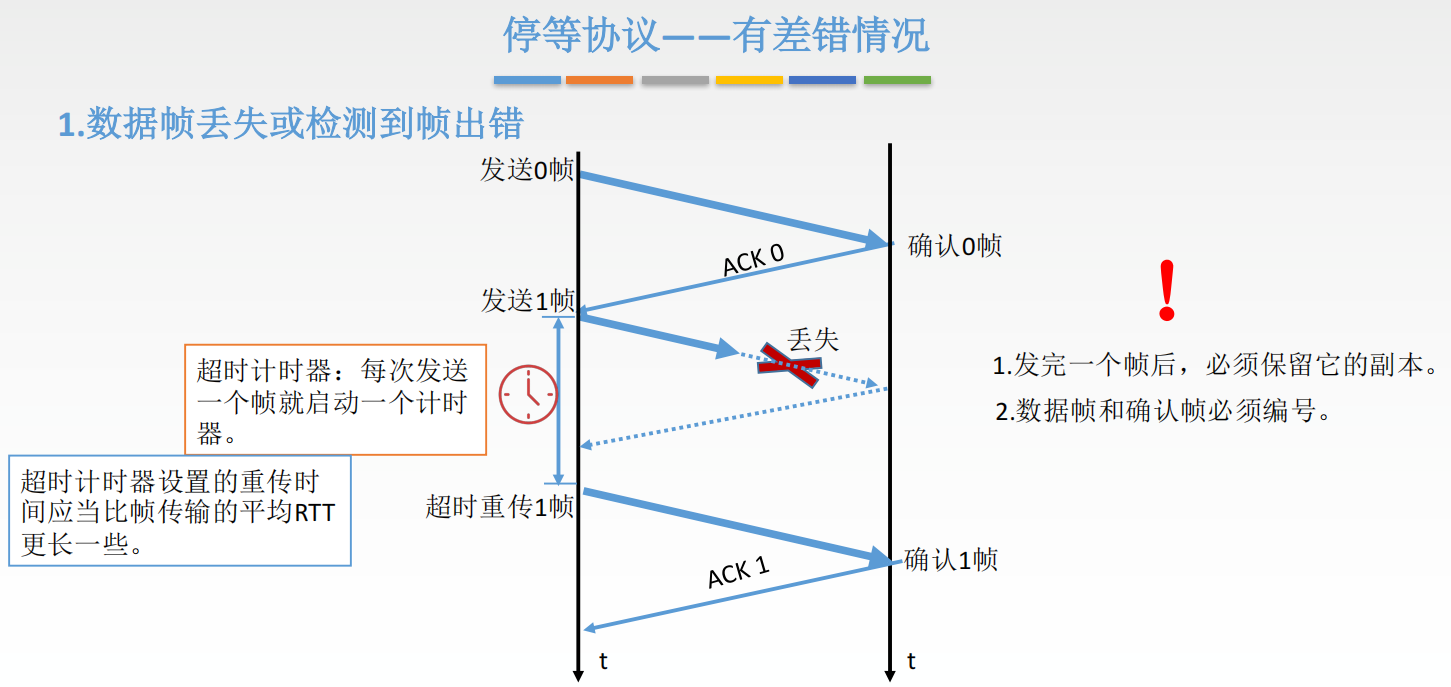 停等协议——有差错情况
1.数据帧丢失或检测到帧出错
发送0帧
确认0帧
ACK 0
发送1帧
丢失
超时计时器：每次发送
一个帧就启动一个计时
器。
1.发完一个帧后，必须保留它的副本。
2.数据帧和确认帧必须编号。
超时计时器设置的重传时
间应当比帧传输的平均RTT
更长一些。
超时重传1帧
确认1帧
ACK 1
t
t